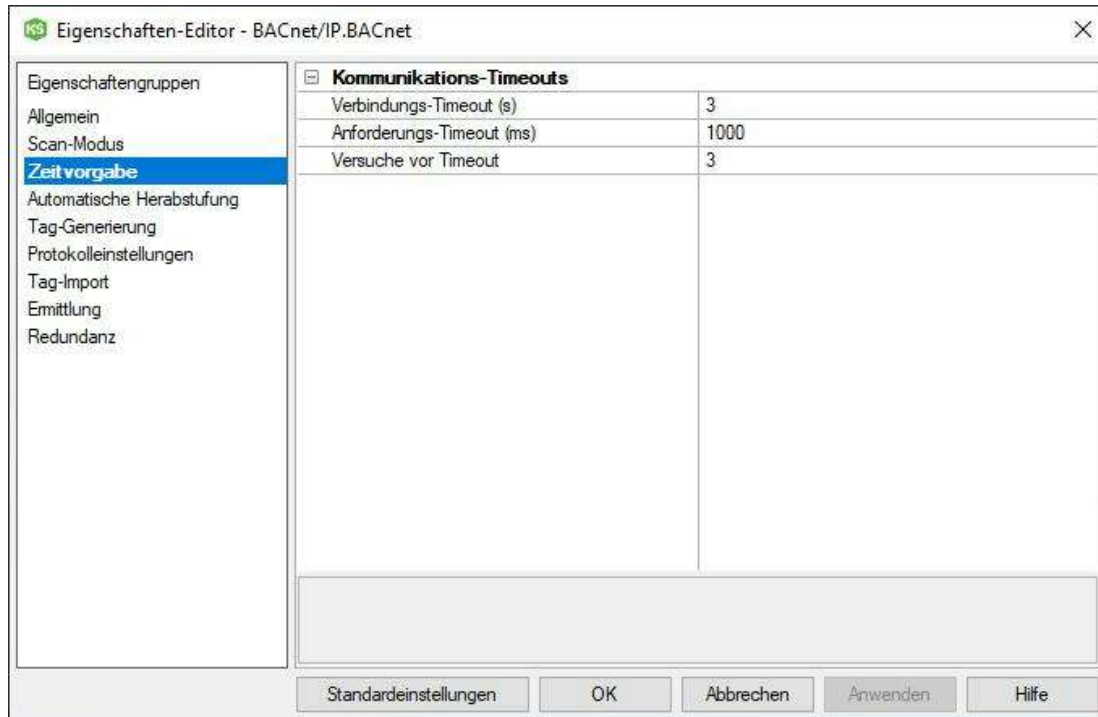 KS Eigenschaften-Editor - BACnet/IP.BACnet
Eigenschaftengruppen
Allgemein
Scan-Modus
Zeitvorgabe
Automatische Herabstufung
Tag-Generierung
Protokolleinstellungen
Tag-Import
Ermittlung
Redundanz
Kommunikations-Timeouts
Verbindungs-Timeout (s) 3
Anforderungs-Timeout (ms) 1000
Versuche vor Timeout 3
Standardeinstellungen OK Abbrechen Anwenden Hilfe